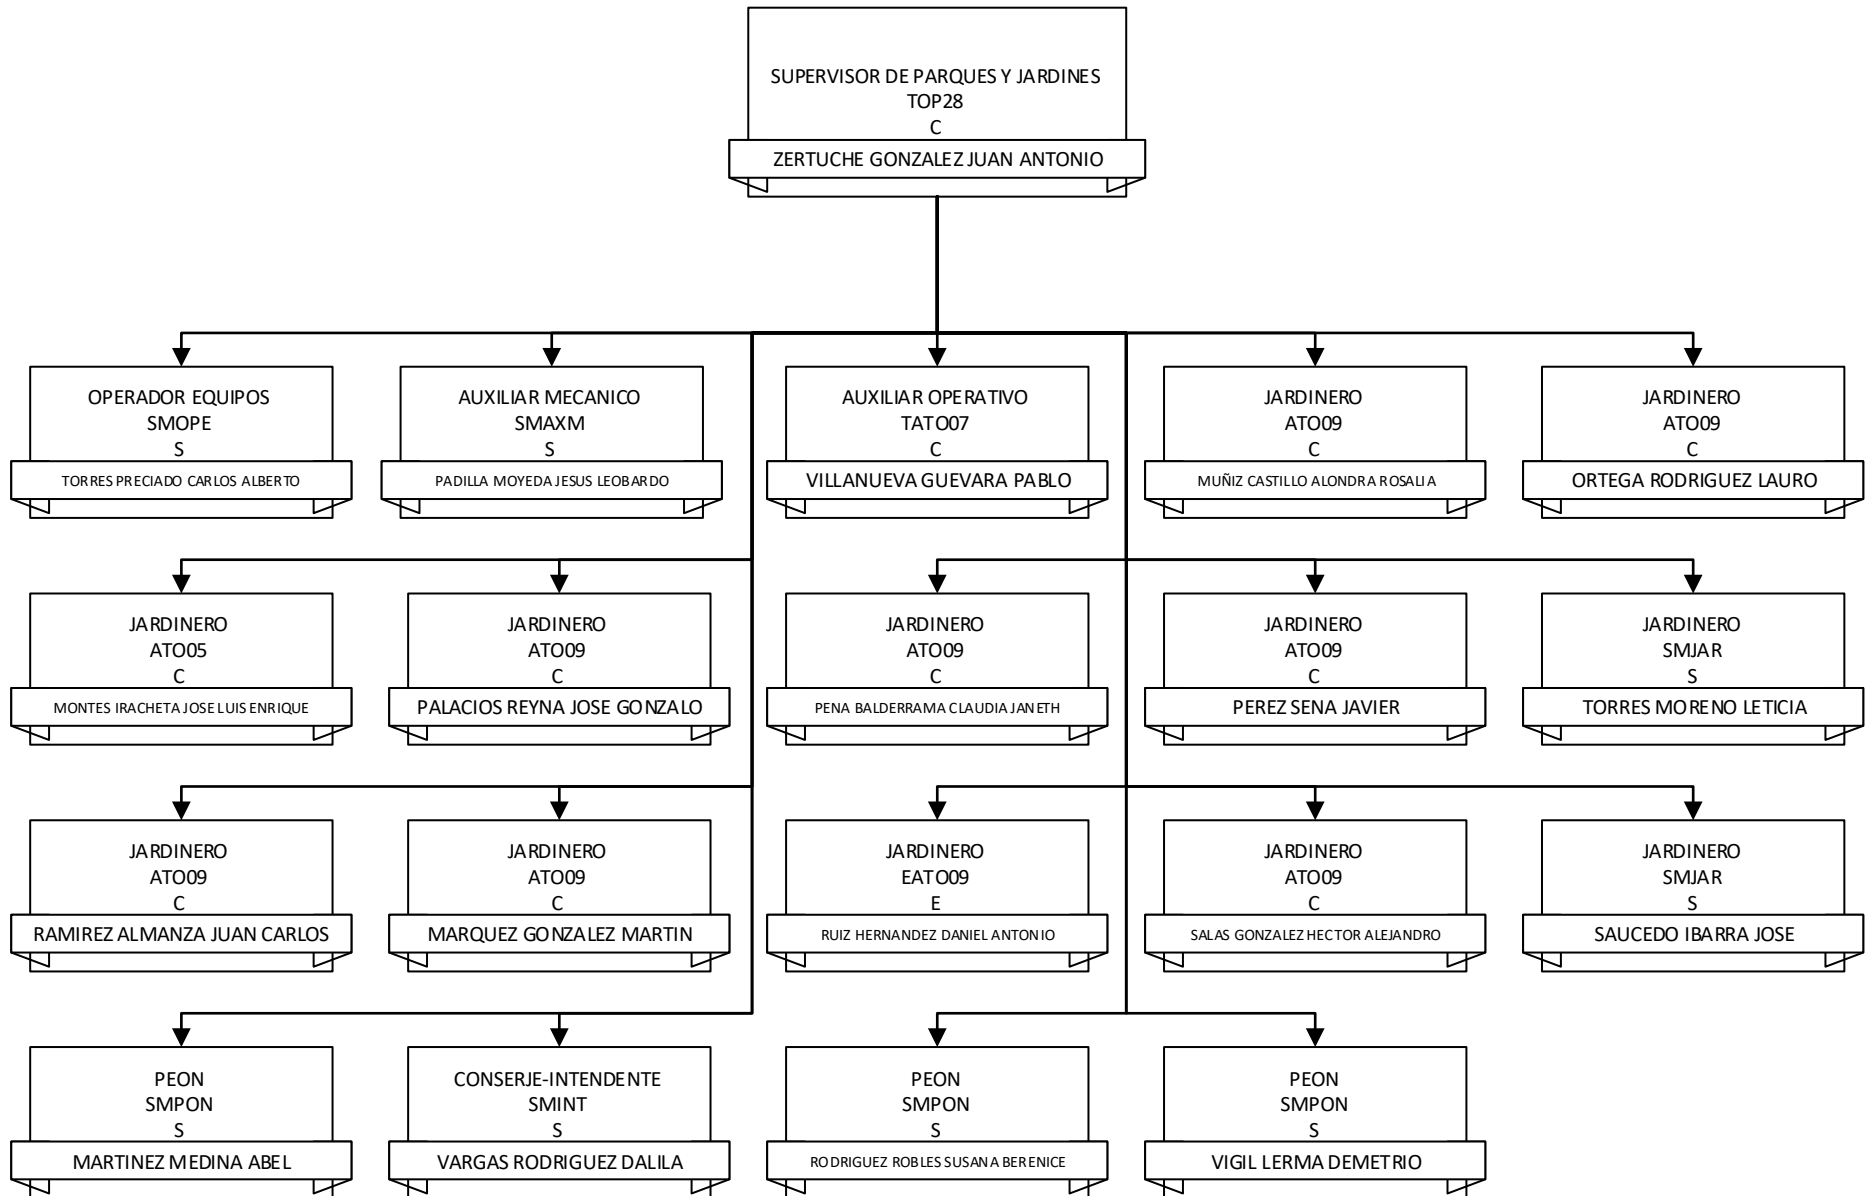 SUPERVISOR DE PARQUES Y JARDINES
TOP28
C
ZERTUCHE GONZALEZ JUAN ANTONIO
OPERADOR EQUIPOS
SMOPE
S
TORRES PRECIADO CARLOS ALBERTO
AUXILIAR MECANICO
SMAXM
S
PADILLA MOYEDA JESUS LEOBARDO
AUXILIAR OPERATIVO
TATO07
C
VILLANUEVA GUEVARA PABLO
JARDINERO
ATO09
C
MUÑIZ CASTILLO ALONDRA ROSALIA
JARDINERO
ATO09
C
ORTEGA RODRIGUEZ LAURO
JARDINERO
ATO05
C
MONTES IRACHETA JOSE LUIS ENRIQUE
JARDINERO
ATO09
C
PALACIOS REYNA JOSE GONZALO
JARDINERO
ATO09
C
PENA BALDERRAMA CLAUDIA JANETH
JARDINERO
ATO09
C
PEREZ SENA JAVIER
JARDINERO
SMJAR
S
TORRES MORENO LETICIA
JARDINERO
ATO09
C
RAMIREZ ALMANZA JUAN CARLOS
JARDINERO
ATO09
C
MARQUEZ GONZALEZ MARTIN
JARDINERO
EATO09
E
RUIZ HERNANDEZ DANIEL ANTONIO
JARDINERO
ATO09
C
SALAS GONZALEZ HECTOR ALEJANDRO
JARDINERO
SMJAR
S
SAUCEDO IBARRA JOSE
PEON
SMPON
S
MARTINEZ MEDINA ABEL
CONSERJE-INTENDENTE
SMINT
S
VARGAS RODRIGUEZ DALILA
PEON
SMPON
S
RODRIGUEZ ROBLES SUSANA BERENICE
PEON
SMPON
S
VIGIL LERMA DEMETRIO